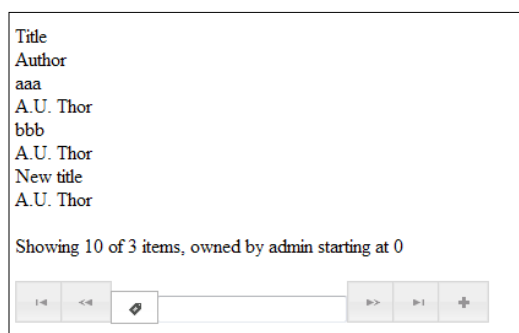 Title
Author
aaa
A.U. Thor
bbb
A.U. Thor
New title
A.U. Thor
Showing 10 of 3 items, owned by admin starting at 0